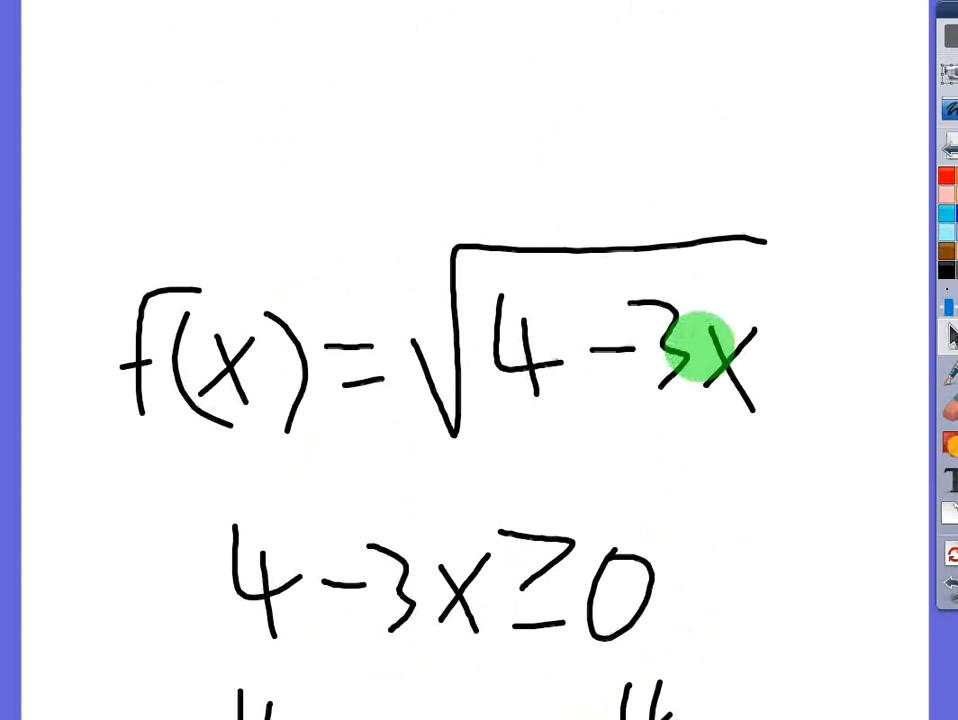 f(x) = √4 - 3x
4 - 3x ≥ 0